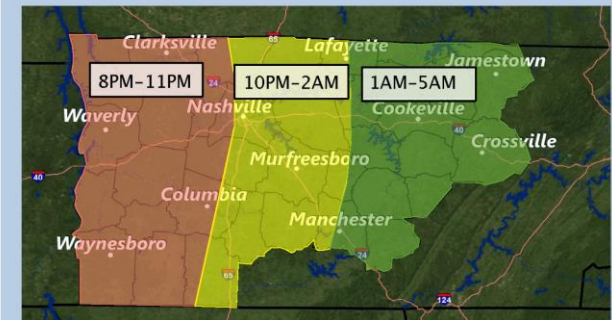 65
Clarksville
Lafayette
Jamestown
8PM-11PM
24
10PM-2AM
1AM-5AM
Waverly
Nashville
Cookeville
40
Crossville
Murfreesboro
40
Columbia
Manchester
Waynesboro
24
65
124